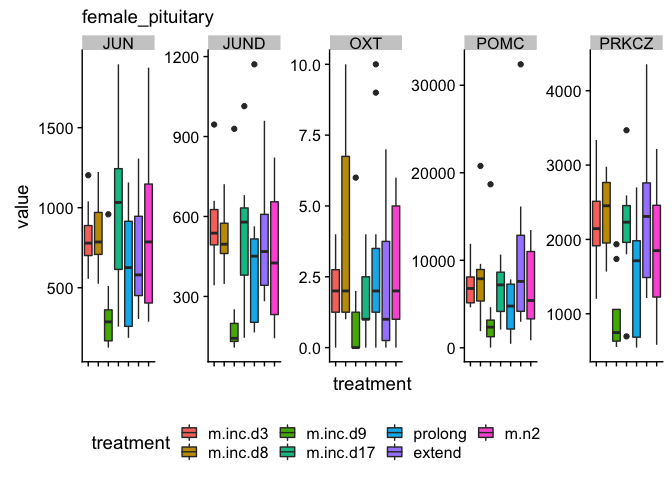 female_pituitary
JUN JUND OXT POMC PRKCZ
value
1500
1000
500
1200
900
600
300
10.0
7.5
5.0
2.5
0.0
30000
20000
10000
0
4000
3000
2000
1000
treatment
treatment
m.inc.d3 m.inc.d9 prolong m.n2
m.inc.d8 m.inc.d17 extend